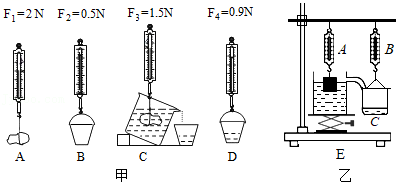 F₁=2 N F₂=0.5N F₃=1.5N F₄=0.9N
A B
C
A B C D E
甲 乙